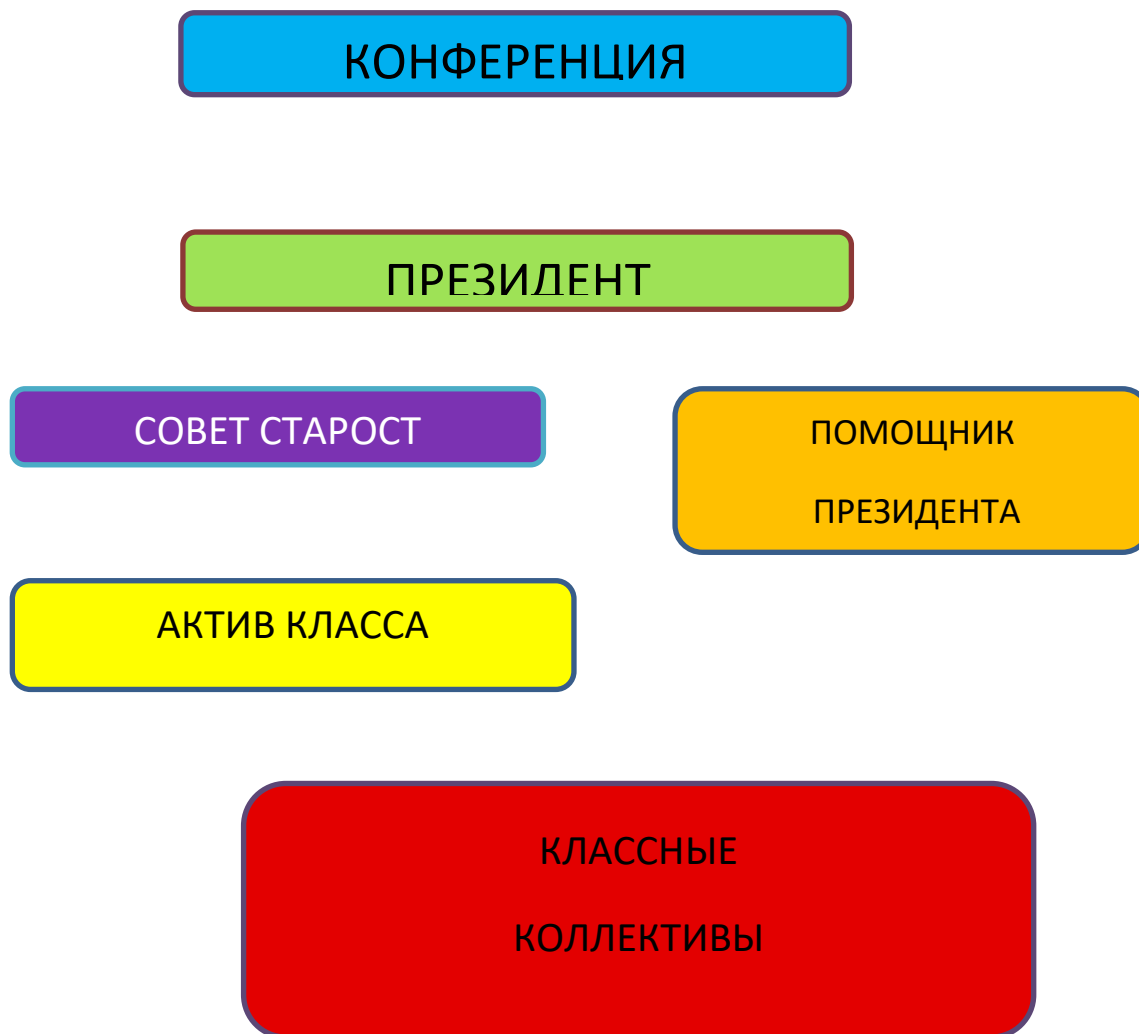 КОНФЕРЕНЦИЯ
ПРЕЗИДЕНТ
СОВЕТ СТАРОСТ
ПОМОЩНИК
ПРЕЗИДЕНТА
АКТИВ КЛАССА
КЛАССНЫЕ
КОЛЛЕКТИВЫ